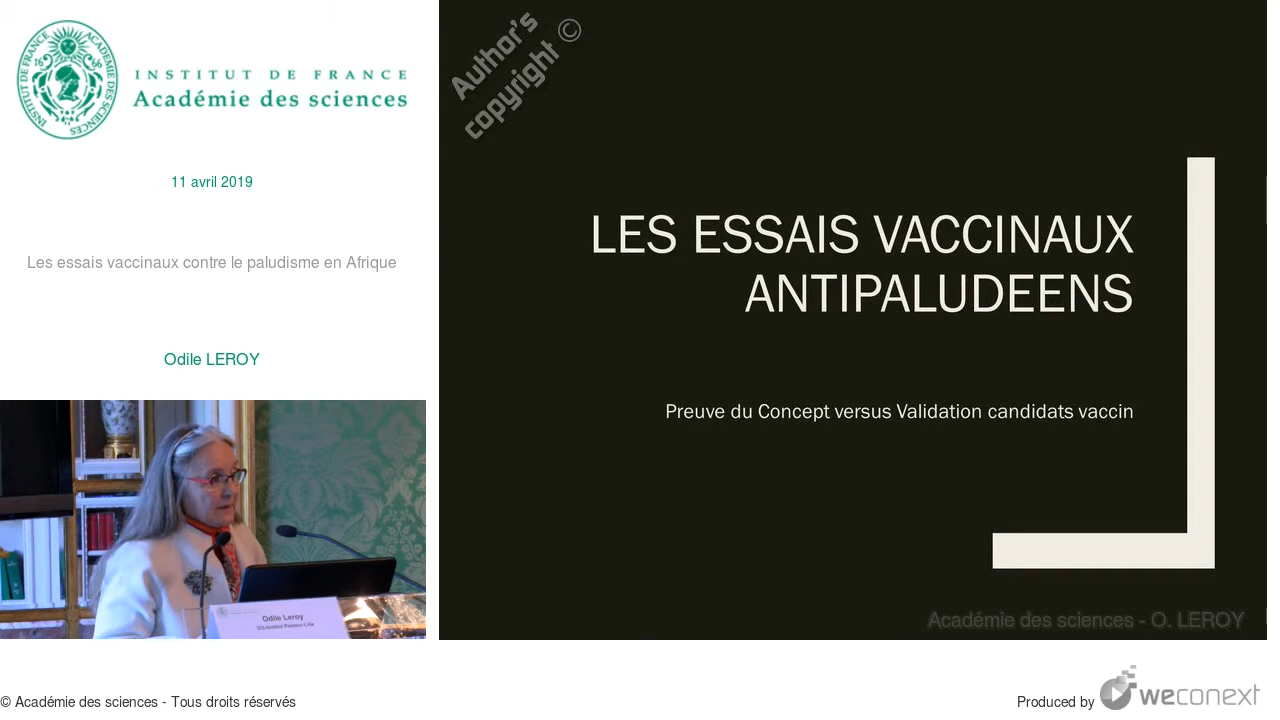 INSTITUT DE FRANCE
Académie des sciences
11 avril 2019
Les essais vaccinaux contre le paludisme en Afrique
Odile LEROY
Odile Leroy
Author's
copyright ©
LES ESSAIS VACCINAUX
ANTIPALUDEENS
Preuve du Concept versus Validation candidats vaccin
Académie des sciences - O. LEROY
© Académie des sciences - Tous droits réservés
Produced by weconext